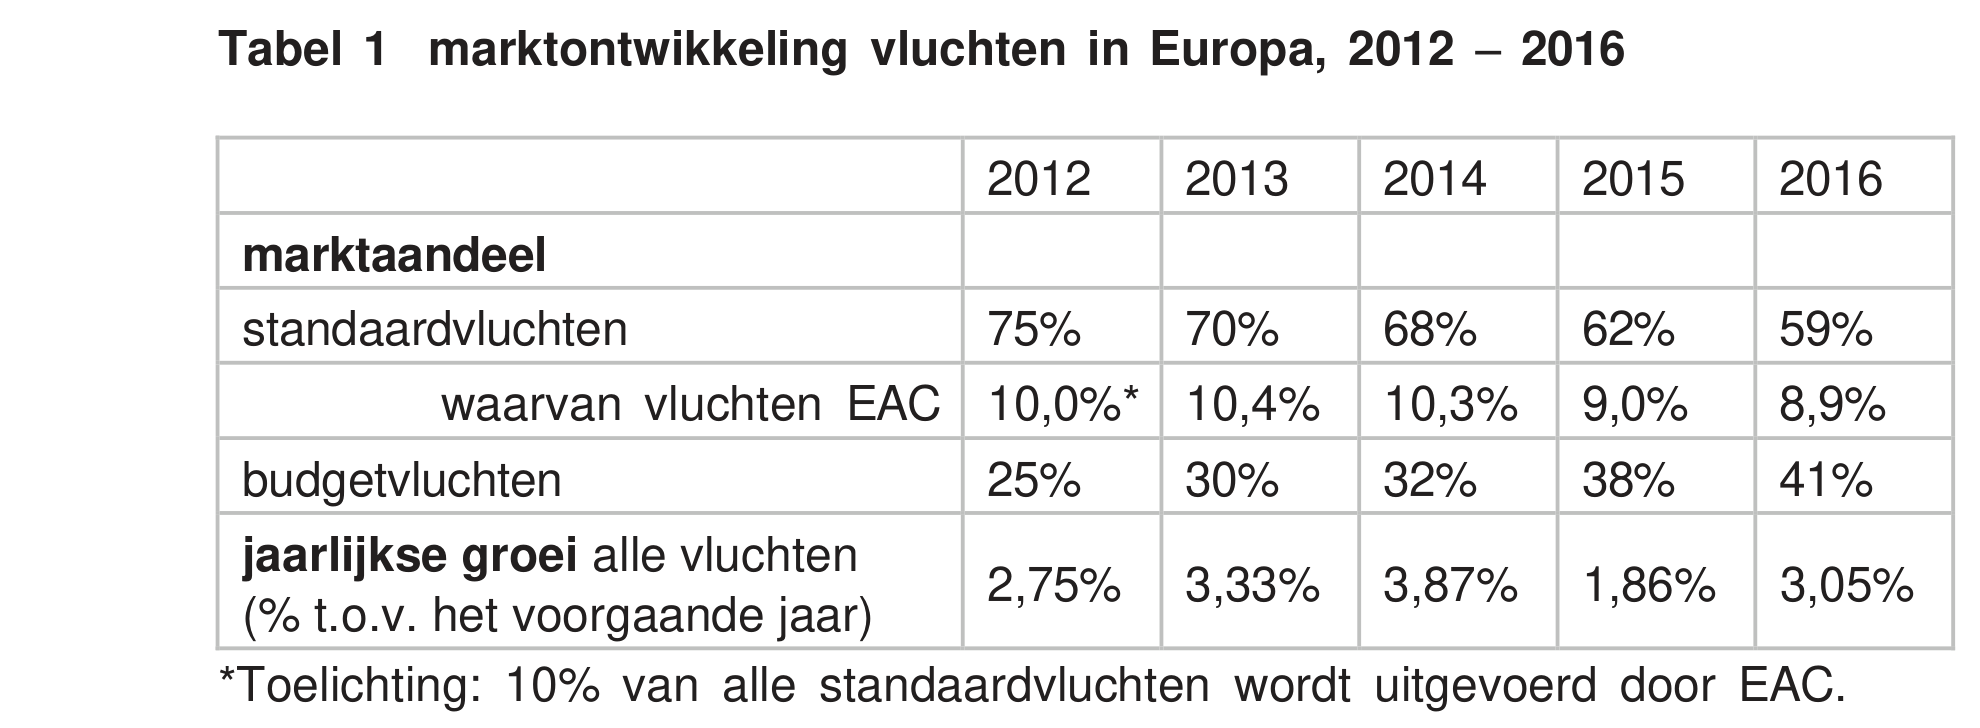 Tabel 1 marktontwikkeling vluchten in Europa, 2012 – 2016
2012 2013 2014 2015 2016
marktaandeel
standaardvluchten 75% 70% 68% 62% 59%
waarvan vluchten EAC 10,0%* 10,4% 10,3% 9,0% 8,9%
budgetvluchten 25% 30% 32% 38% 41%
jaarlijkse groei alle vluchten
(% t.o.v. het voorgaande jaar) 2,75% 3,33% 3,87% 1,86% 3,05%
*Toelichting: 10% van alle standaardvluchten wordt uitgevoerd door EAC.